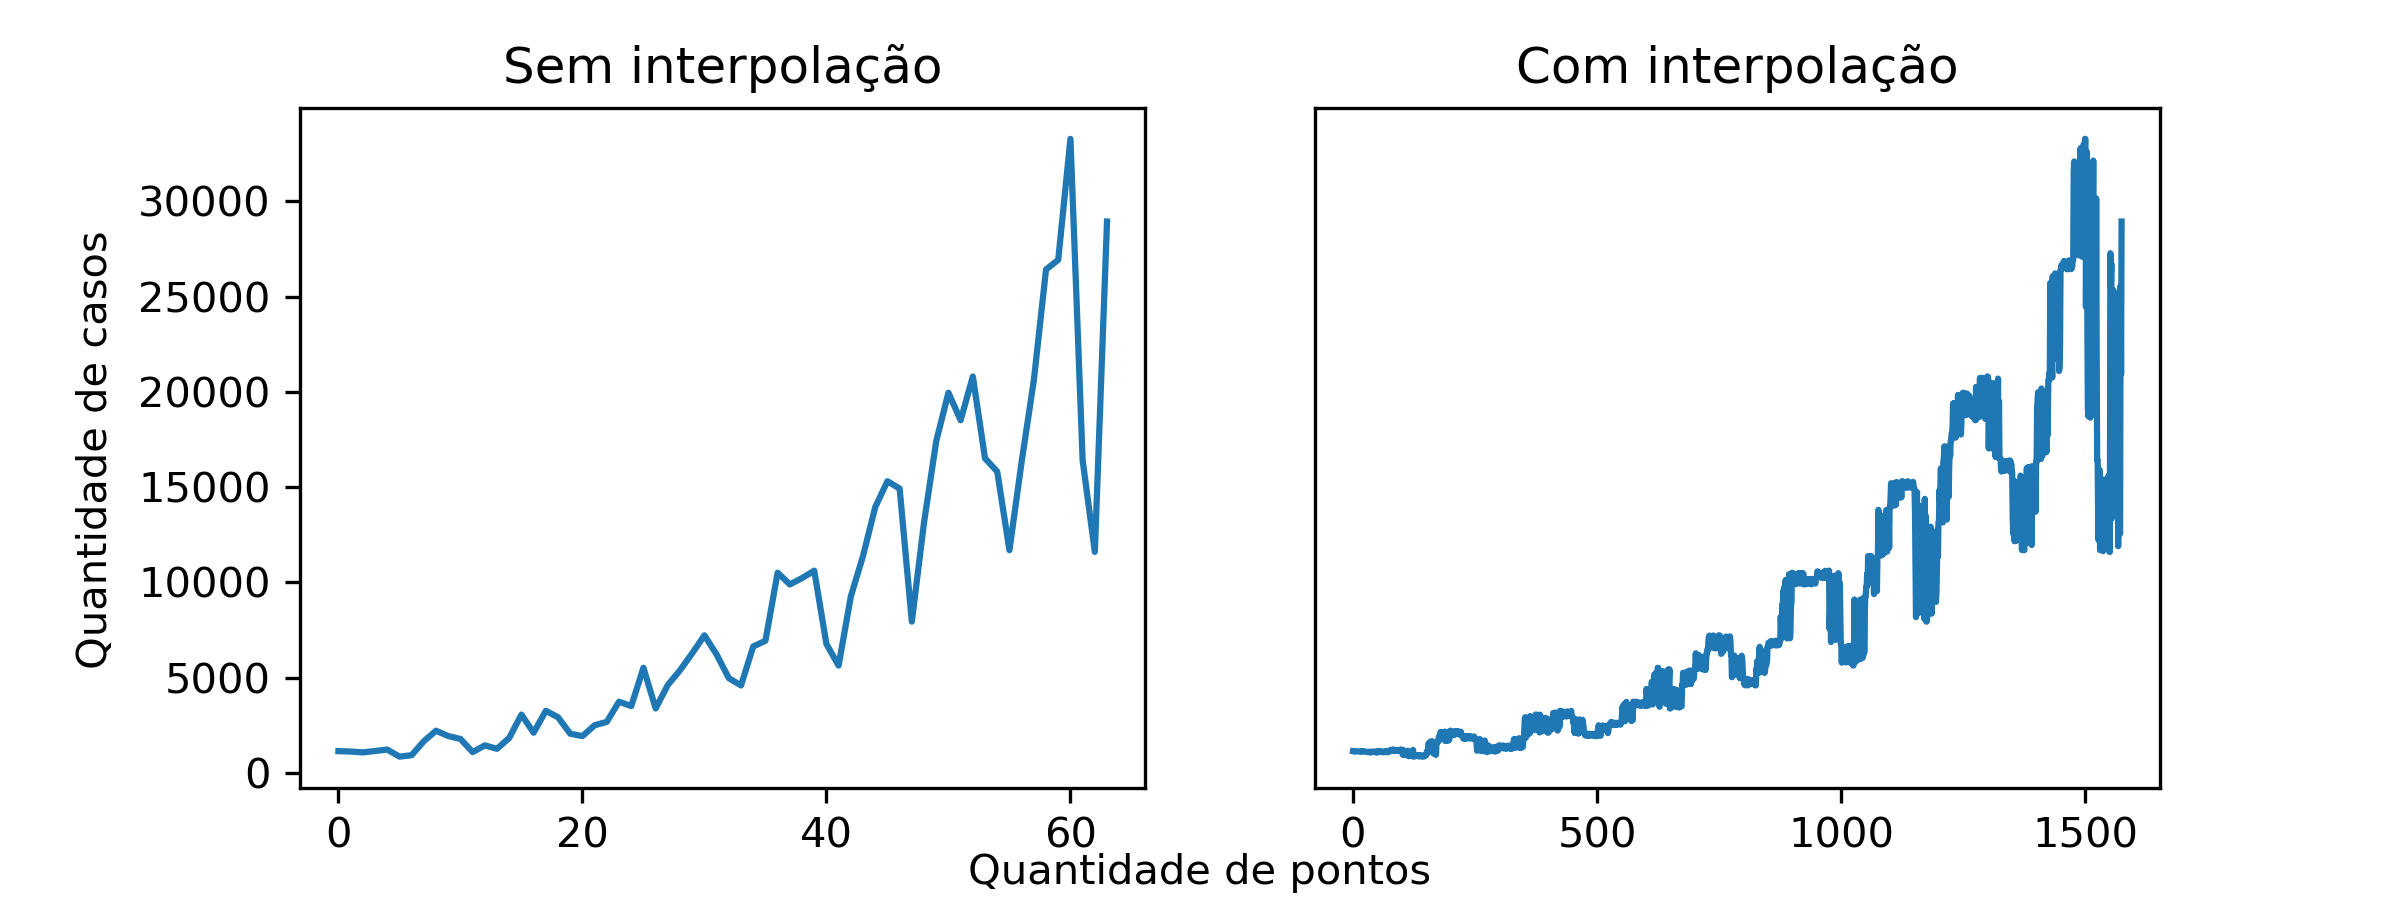 Sem interpolação
Com interpolação
Quantidade de casos
30000
25000
20000
15000
10000
5000
0
0 20 40 60
0 500 1000 1500
Quantidade de pontos